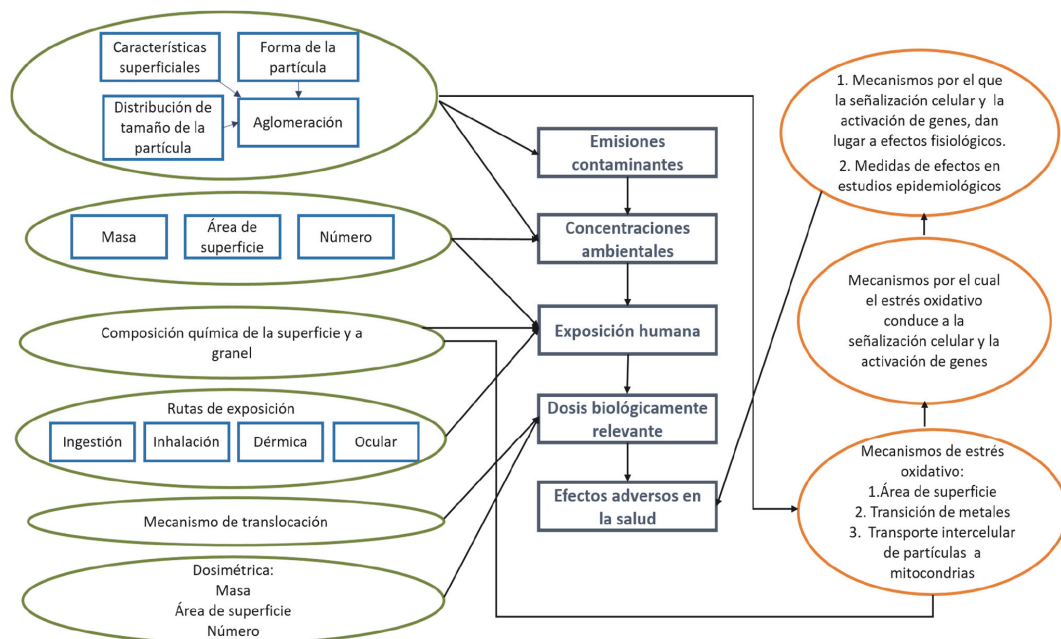 Características
superficiales
Forma de la
partícula
Distribución de
tamaño de la
partícula
Aglomeración
Masa
Área de
superficie
Número
Composición química de la superficie y a
granel
Rutas de exposición
Ingestión
Inhalación
Dérmica
Ocular
Mecanismo de translocación
Dosimétrica:
Masa
Área de superficie
Número
Emisiones
contaminantes
Concentraciones
ambientales
Exposición humana
Dosis biológicamente
relevante
Efectos adversos en
la salud
1. Mecanismos por el que
la señalización celular y la
activación de genes, dan
lugar a efectos fisiológicos.
2. Medidas de efectos en
estudios epidemiológicos
Mecanismos por el cual
el estrés oxidativo
conduce a la
señalización celular y la
activación de genes
Mecanismos de estrés
oxidativo:
1.Área de superficie
2. Transición de metales
3. Transporte intercelular
de partículas a
mitocondrias